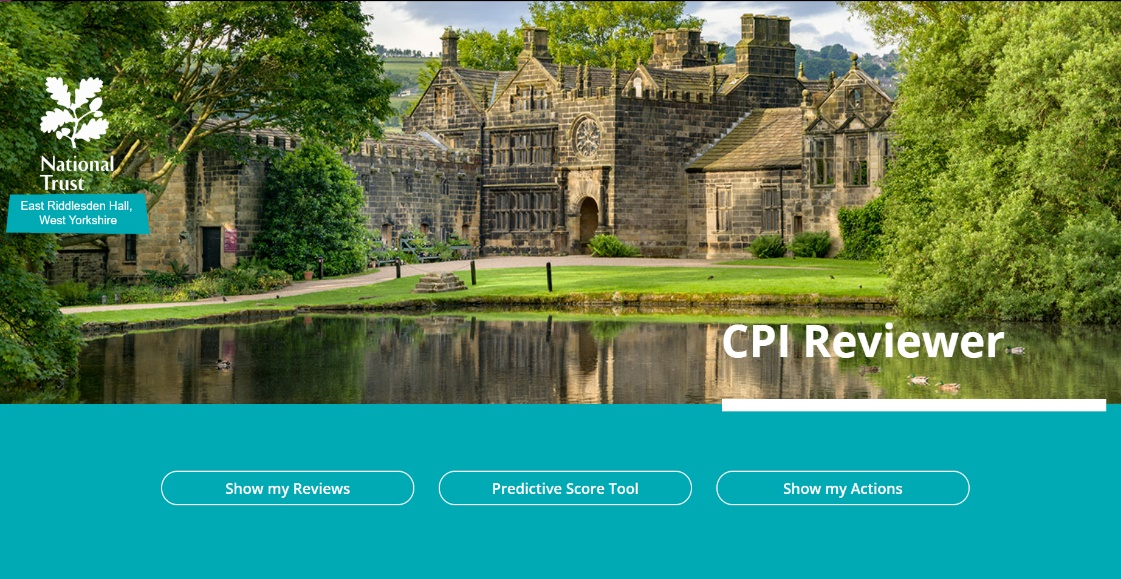 National
Trust
East Riddlesden Hall,
West Yorkshire
CPI Reviewer
Show my Reviews
Predictive Score Tool
Show my Actions